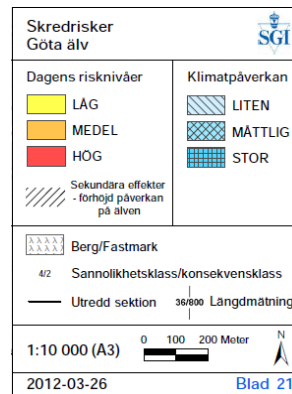 Skredrisker
Göta älv
SGI
Dagens risknivåer
LÅG
MEDEL
HÖG
Sekundära effekter
- förhöjd påverkan
på älven
Klimatpåverkan
LITEN
MÅTTLIG
STOR
Berg/Fastmark
4/2 Sannolikhetsklass/konsekvensklass
Utredd sektion 36/800 Längdmätning
1:10 000 (A3) 0 100 200 Meter N
2012-03-26 Blad 21